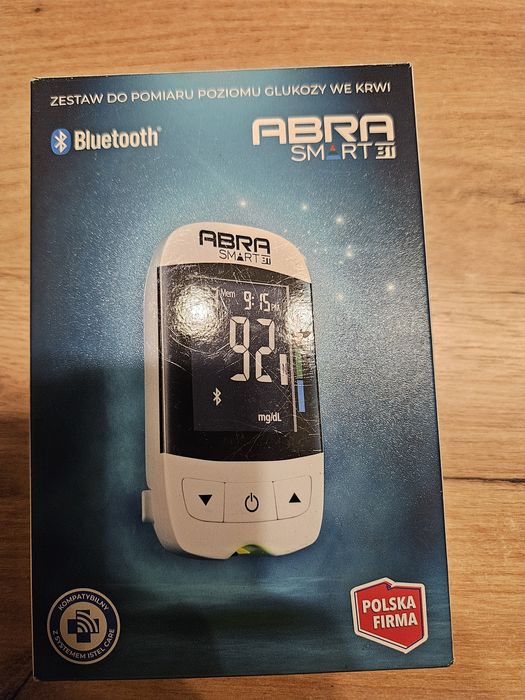 ZESTAW DO POMIARU POZIOMU GLUKOZY WE KRWI
Bluetooth®
ABRA
SMART BT
ABRA
SMART BT
Mem 9:15 PM
92
mg/dL
KOMPATYBILNY
Z SYSTEMEM ISTEL CARE
POLSKA
FIRMA